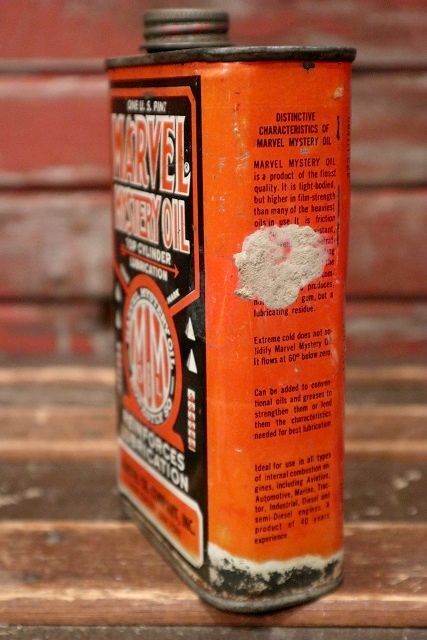 ONE U.S. PINT
MARVEL
MYSTERY OIL
TOP CYLINDER
LUBRICATION
MARVEL MYSTERY OIL
MM
REINFORCES
LUBRICATION
DISTINCTIVE
CHARACTERISTICS OF
MARVEL MYSTERY OIL
MARVEL MYSTERY OIL
is a product of the finest
quality. It is light-bodied,
but higher in film-strength
than many of the heaviest
oils in use. It is friction
produces
gum, but a
lubricating residue.
Extreme cold does not so-
lidify Marvel Mystery Oil.
It flows at 60° below zero.
Can be added to conven-
tional oils and greases to
strengthen them or lend
them the characteristics
needed for best lubrication
Ideal for use in all types
of internal combustion en-
gines, including Aviation,
Automotive, Marine, Trac-
tor, Industrial, Diesel and
semi-Diesel engines. A
product of 40 years
experience.